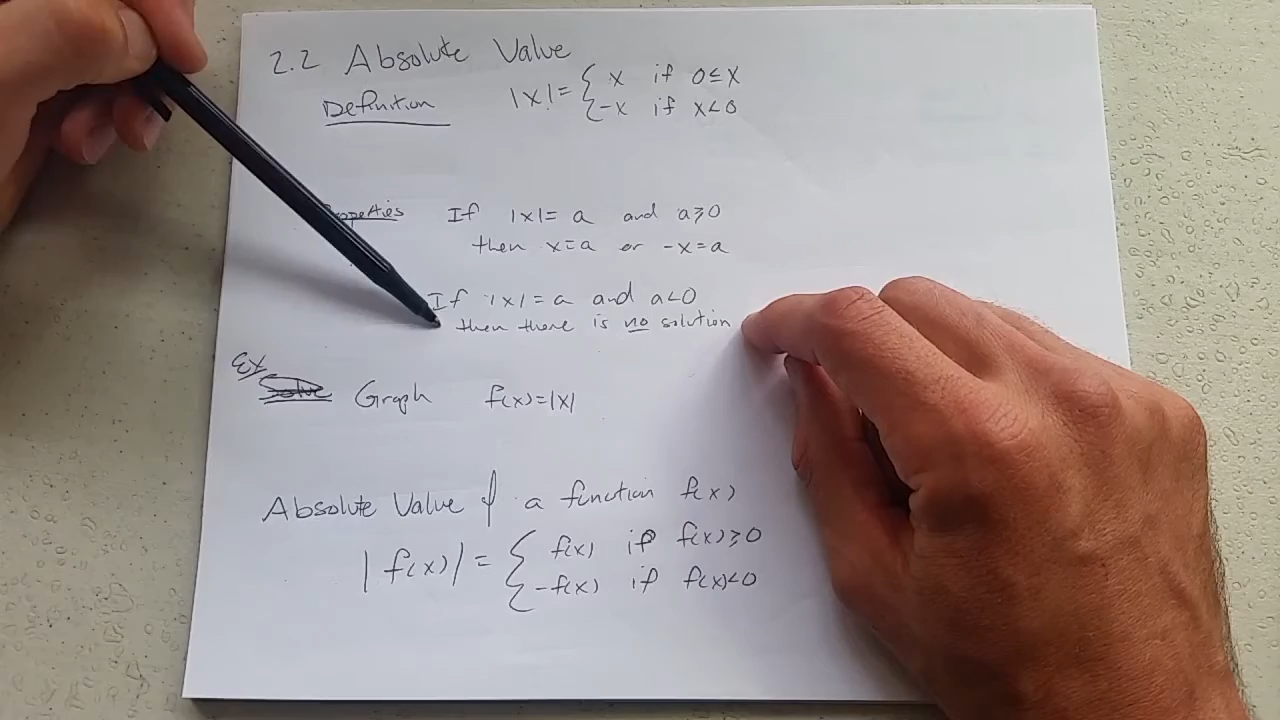 2.2 Absolute Value
Definition |x| = { x if 0≤x
{ -x if x<0
Properties If |x| = a and a≥0
then x=a or -x=a
If |x| = a and a<0
then there is no solution
Ex
Graph f(x)=|x|
Absolute Value of a function f(x)
|f(x)| = { f(x) if f(x)≥0
{ -f(x) if f(x)<0